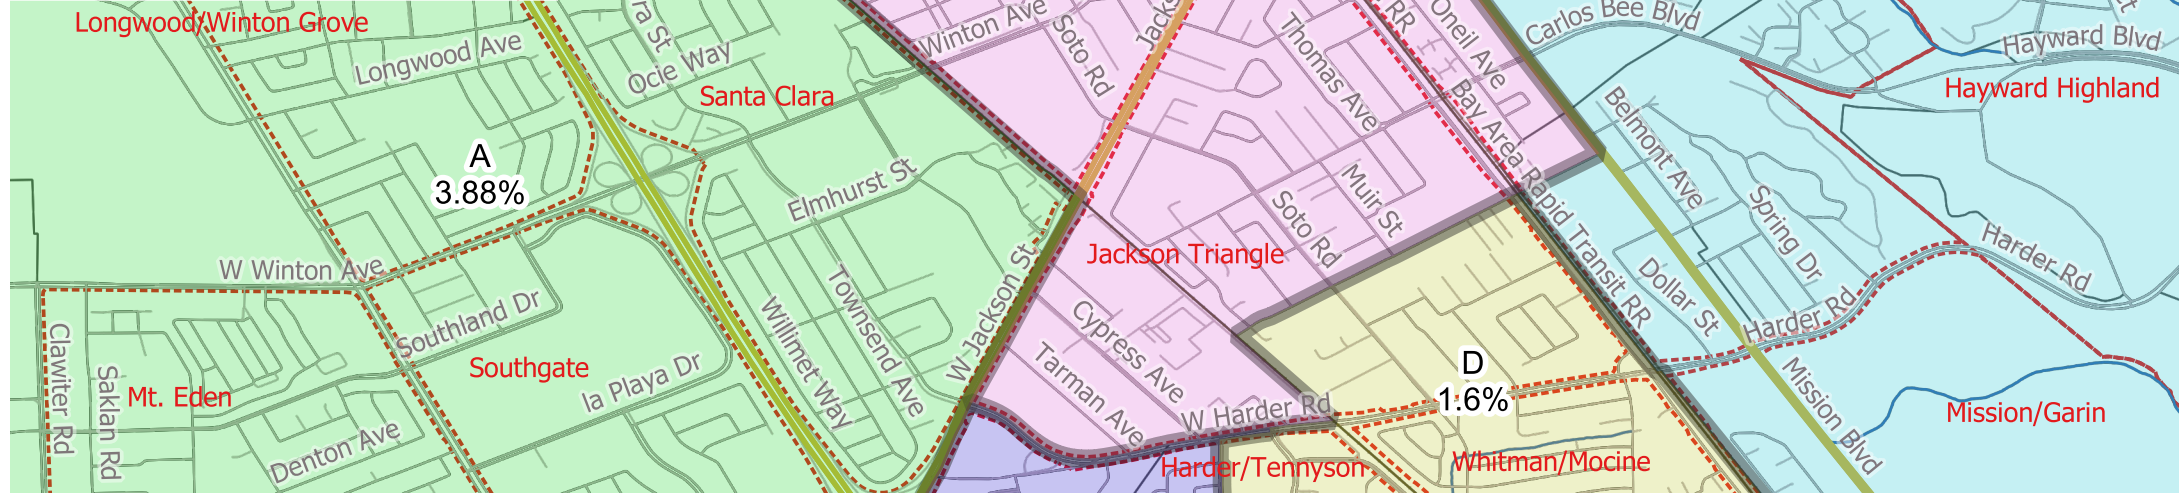 Longwood/Winton Grove
Longwood Ave
Ocie Way
Santa Clara
Winton Ave
Soto Rd
Thomas Ave
RR
Oneil Ave
Carlos Bee Blvd
Hayward Blvd
Hayward Highland
A
3.88%
Elmhurst St
Muir St
Bay Area Rapid Transit RR
Belmont Ave
Spring Dr
W Winton Ave
Jackson Triangle
Soto Rd
Dollar St
Harder Rd
Southland Dr
Willimet Way
Townsend Ave
W Jackson St
Cypress Ave
Harder Rd
Clawiter Rd
Saklan Rd
Mt. Eden
Southgate
la Playa Dr
Tarman Ave
D
1.6%
Mission Blvd
Mission/Garin
Denton Ave
W Harder Rd
Harder/Tennyson
Whitman/Mocine